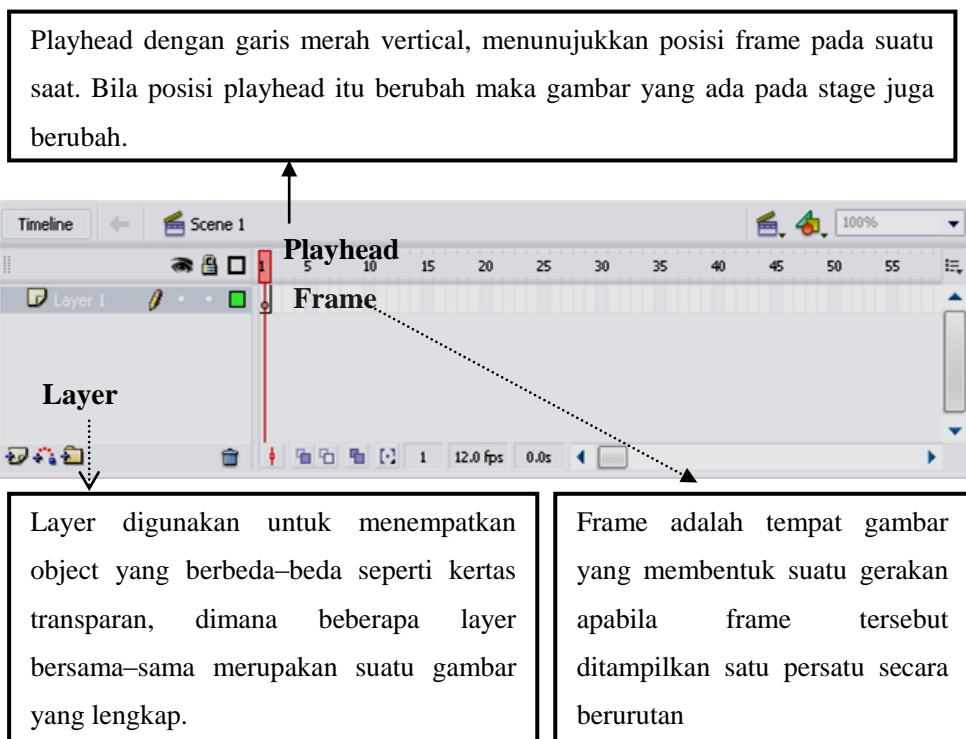 Playhead dengan garis merah vertical, menunujukkan posisi frame pada suatu
saat. Bila posisi playhead itu berubah maka gambar yang ada pada stage juga
berubah.
Timeline Scene 1 100%
Playhead
1 5 10 15 20 25 30 35 40 45 50 55
Layer 1 Frame
Layer
1 12.0 fps 0.0s
Layer digunakan untuk menempatkan
object yang berbeda–beda seperti kertas
transparan, dimana beberapa layer
bersama–sama merupakan suatu gambar
yang lengkap.
Frame adalah tempat gambar
yang membentuk suatu gerakan
apabila frame tersebut
ditampilkan satu persatu secara
berurutan